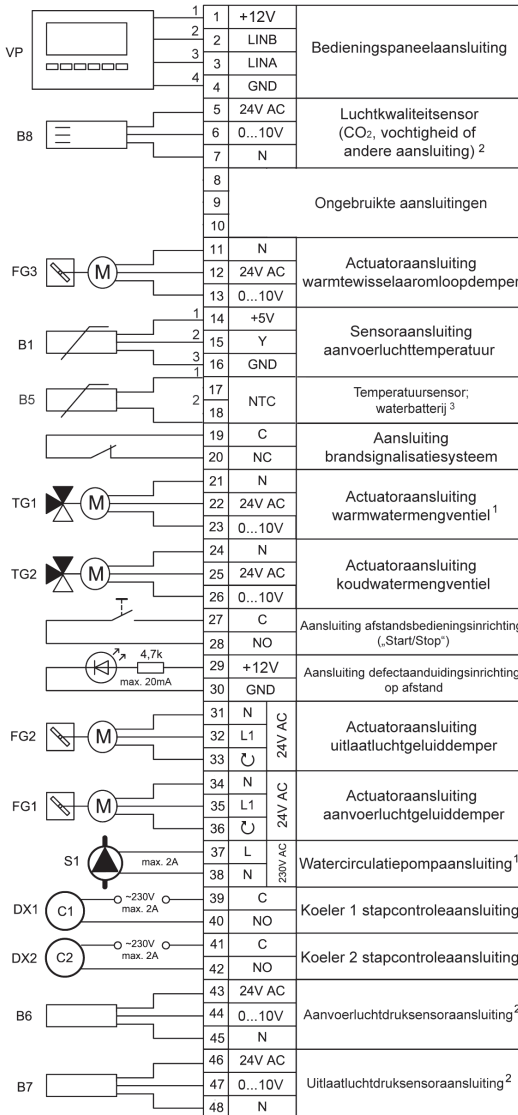 VP
1
2
3
4
1 +12V
2 LINB
3 LINA
4 GND
Bedieningspaneelaansluiting
B8
5 24V AC
6 0...10V
7 N
Luchtkwaliteitsensor
(CO2, vochtigheid of
andere aansluiting) 2
8
9
10
Ongebruikte aansluitingen
FG3
M
11 N
12 24V AC
13 0...10V
Actuatoraansluiting
warmtewisselaaromloopdemper
B1
1
2
3
14 +5V
15 Y
16 GND
Sensoraansluiting
aanvoerluchttemperatuur
B5
1
2
17
18
NTC
Temperatuursensor;
waterbatterij 3
19 C
20 NC
Aansluiting
brandsignalisatiesysteem
TG1
M
21 N
22 24V AC
23 0...10V
Actuatoraansluiting
warmwatermengventiel 1
TG2
M
24 N
25 24V AC
26 0...10V
Actuatoraansluiting
koudwatermengventiel
27 C
28 NO
Aansluiting afstandsbedieningsinrichting
(„Start/Stop“)
4,7k
max. 20mA
29 +12V
30 GND
Aansluiting defectaanduidingsinrichting
op afstand
FG2
M
31 N
32 L1
33
24V AC
Actuatoraansluiting
uitlaatluchtgeluiddemper
FG1
M
34 N
35 L1
36
24V AC
Actuatoraansluiting
aanvoerluchtgeluiddemper
S1
max. 2A
37 L
38 N
230V AC
Watercirculatiepompaansluiting 1
DX1
C1
~230V
max. 2A
39 C
40 NO
Koeler 1 stapcontroleaansluiting
DX2
C2
~230V
max. 2A
41 C
42 NO
Koeler 2 stapcontroleaansluiting
B6
43 24V AC
44 0...10V
45 N
Aanvoerluchtdruksensoraansluiting 2
B7
46 24V AC
47 0...10V
48 N
Uitlaatluchtdruksensoraansluiting 2